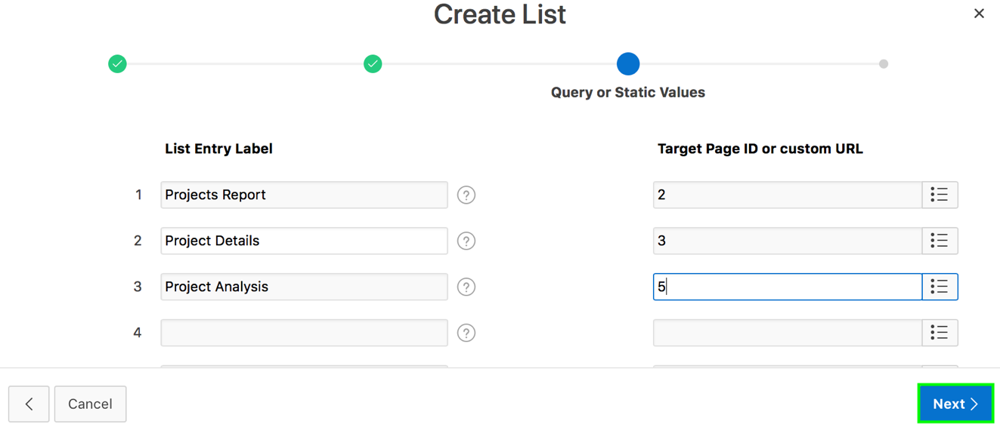 Create List
Query or Static Values
List Entry Label Target Page ID or custom URL
1 Projects Report ? 2
2 Project Details ? 3
3 Project Analysis ? 5
4 ?
Cancel Next